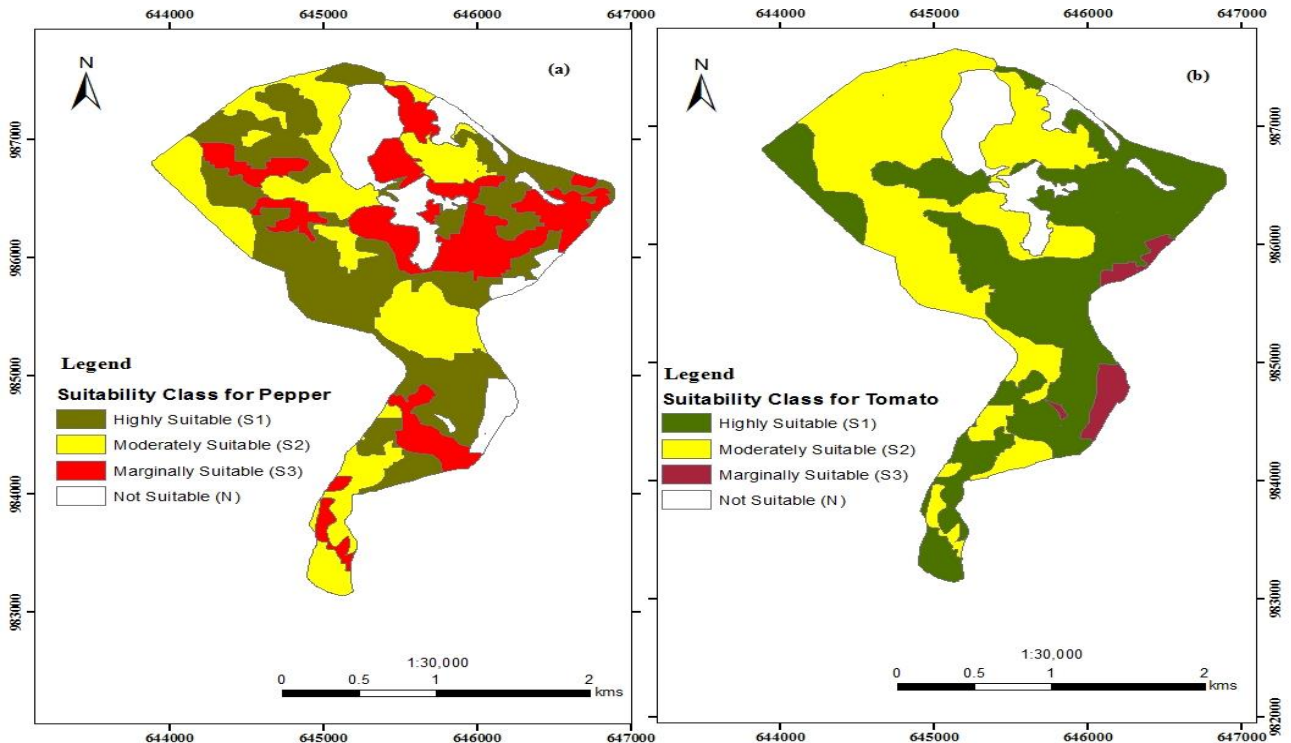 644000 645000 646000 647000
644000 645000 646000 647000
N
(a)
N
(b)
987000
986000
985000
984000
983000
987000
986000
985000
984000
983000
982000
Legend
Suitability Class for Pepper
Highly Suitable (S1)
Moderately Suitable (S2)
Marginally Suitable (S3)
Not Suitable (N)
Legend
Suitability Class for Tomato
Highly Suitable (S1)
Moderately Suitable (S2)
Marginally Suitable (S3)
Not Suitable (N)
1:30,000
0 0.5 1 2
kms
1:30,000
0 0.5 1 2
kms
644000 645000 646000 647000
644000 645000 646000 647000